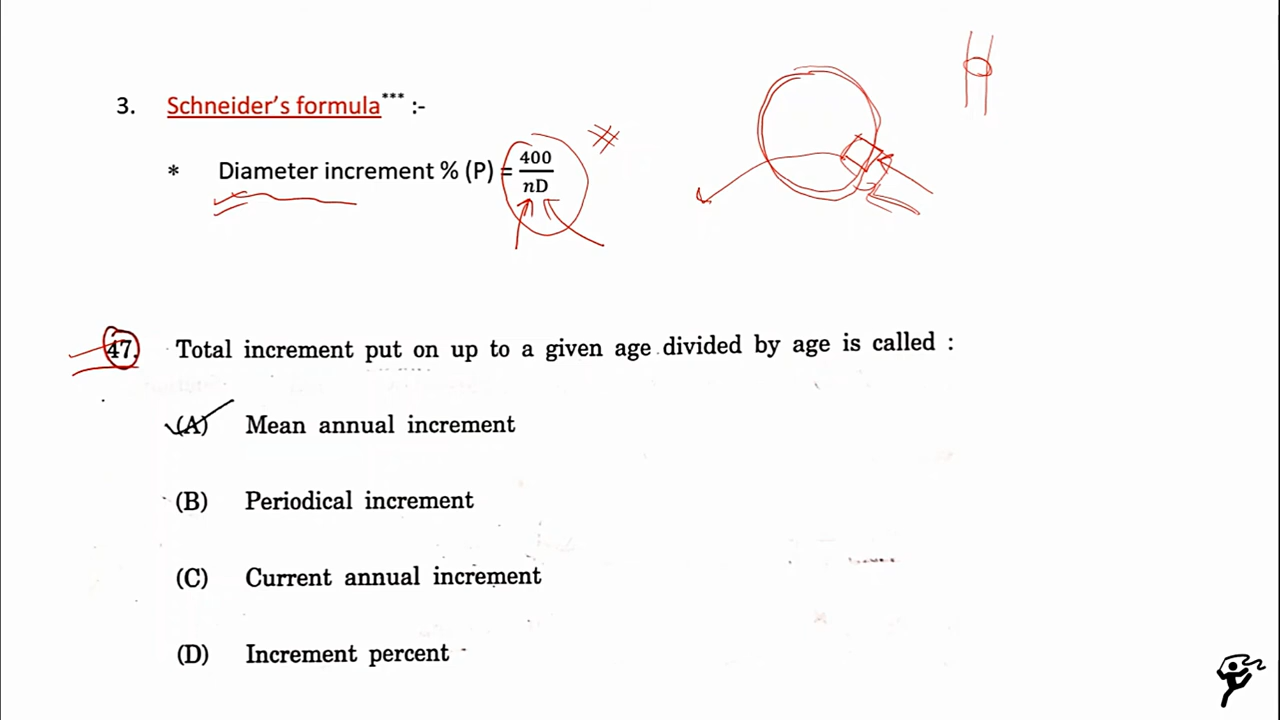 3. Schneider's formula*** :-
* Diameter increment % (P) = 400/nD
47. Total increment put on up to a given age divided by age is called :
(A) Mean annual increment
(B) Periodical increment
(C) Current annual increment
(D) Increment percent